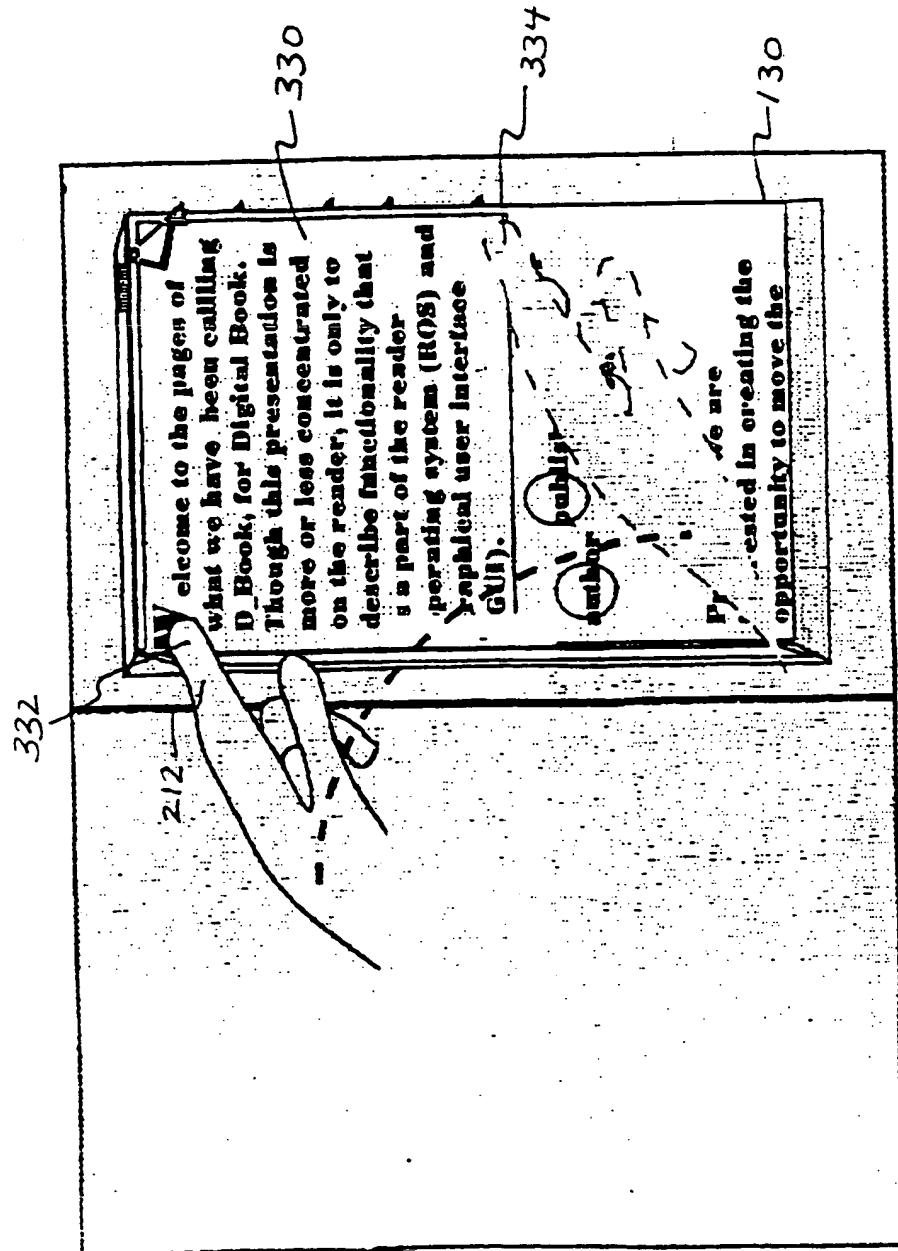 332
212
W elcome to the pages of
what we have been callling
D_Book, for Digital Book.
Though this presentation is
more or less concentrated
on the reader, it is only to
describe functionality that
s a part of the reader
perating system (ROS) and
raphical user interface
GUI).
author publis
Pr
e are
ested in creating the
opportunity to move the
330
334
130